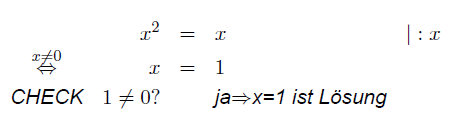 x² = x | : x
x≠0
⇔ x = 1
CHECK 1 ≠ 0? ja⇒x=1 ist Lösung